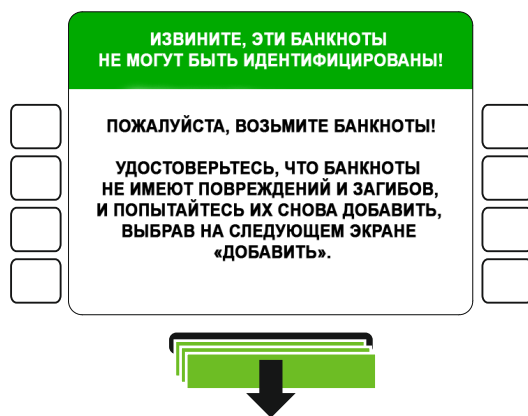 ИЗВИНИТЕ, ЭТИ БАНКНОТЫ
НЕ МОГУТ БЫТЬ ИДЕНТИФИЦИРОВАНЫ!
ПОЖАЛУЙСТА, ВОЗЬМИТЕ БАНКНОТЫ!
УДОСТОВЕРЬТЕСЬ, ЧТО БАНКНОТЫ
НЕ ИМЕЮТ ПОВРЕЖДЕНИЙ И ЗАГИБОВ,
И ПОПЫТАЙТЕСЬ ИХ СНОВА ДОБАВИТЬ,
ВЫБРАВ НА СЛЕДУЮЩЕМ ЭКРАНЕ
«ДОБАВИТЬ».